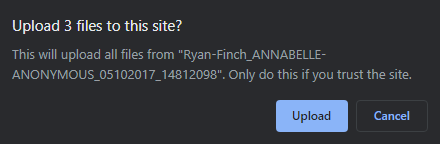 Upload 3 files to this site?
This will upload all files from "Ryan-Finch_ANNABELLE-
ANONYMOUS_05102017_14812098". Only do this if you trust the site.
Upload
Cancel